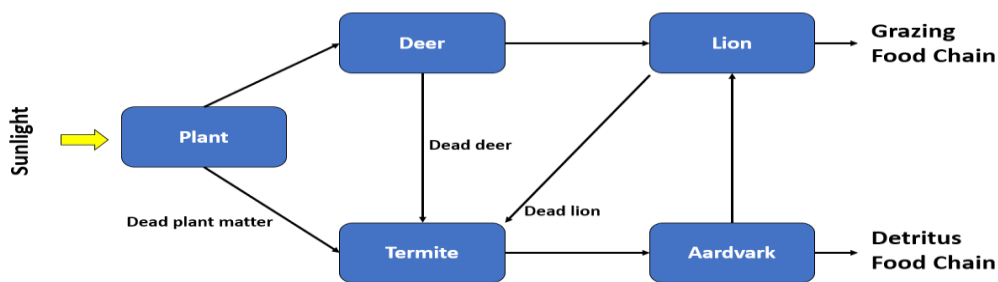 Sunlight
Plant
Deer
Lion
Grazing
Food Chain
Dead deer
Dead plant matter
Dead lion
Termite
Aardvark
Detritus
Food Chain